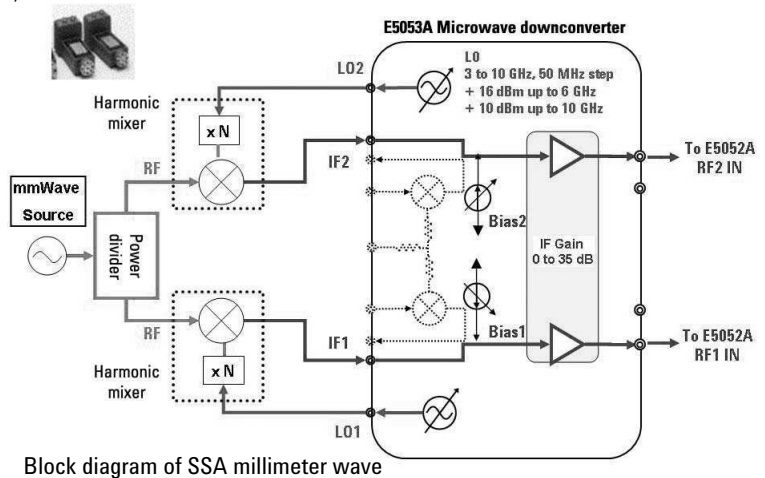 E5053A Microwave downconverter
LO2
LO
3 to 10 GHz, 50 MHz step
+ 16 dBm up to 6 GHz
+ 10 dBm up to 10 GHz
Harmonic
mixer
x N
RF
IF2
To E5052A
RF2 IN
mmWave
Source
Power
divider
Bias2
IF Gain
0 to 35 dB
RF
IF1
Bias1
To E5052A
RF1 IN
Harmonic
mixer
x N
LO1
Block diagram of SSA millimeter wave